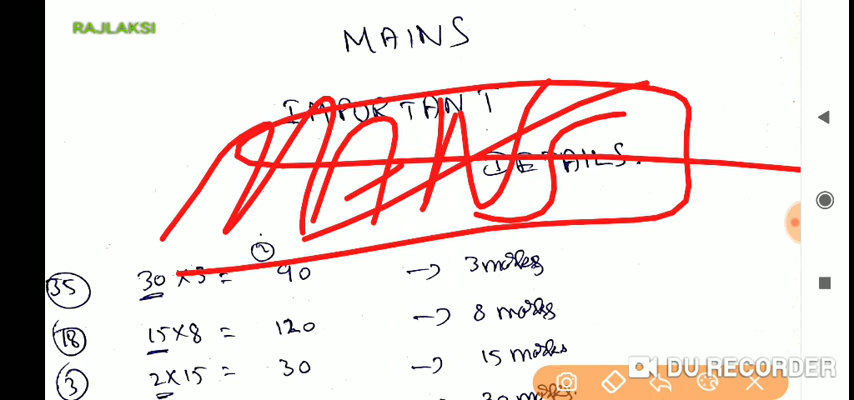 RAJLAKSI
MAINS
IMPORTANT
DETAILS.
MAINS
2
35 30 × 3 = 90 → 3 marks
18 15 × 8 = 120 → 8 marks
3 2 × 15 = 30 → 15 marks
DU RECORDER